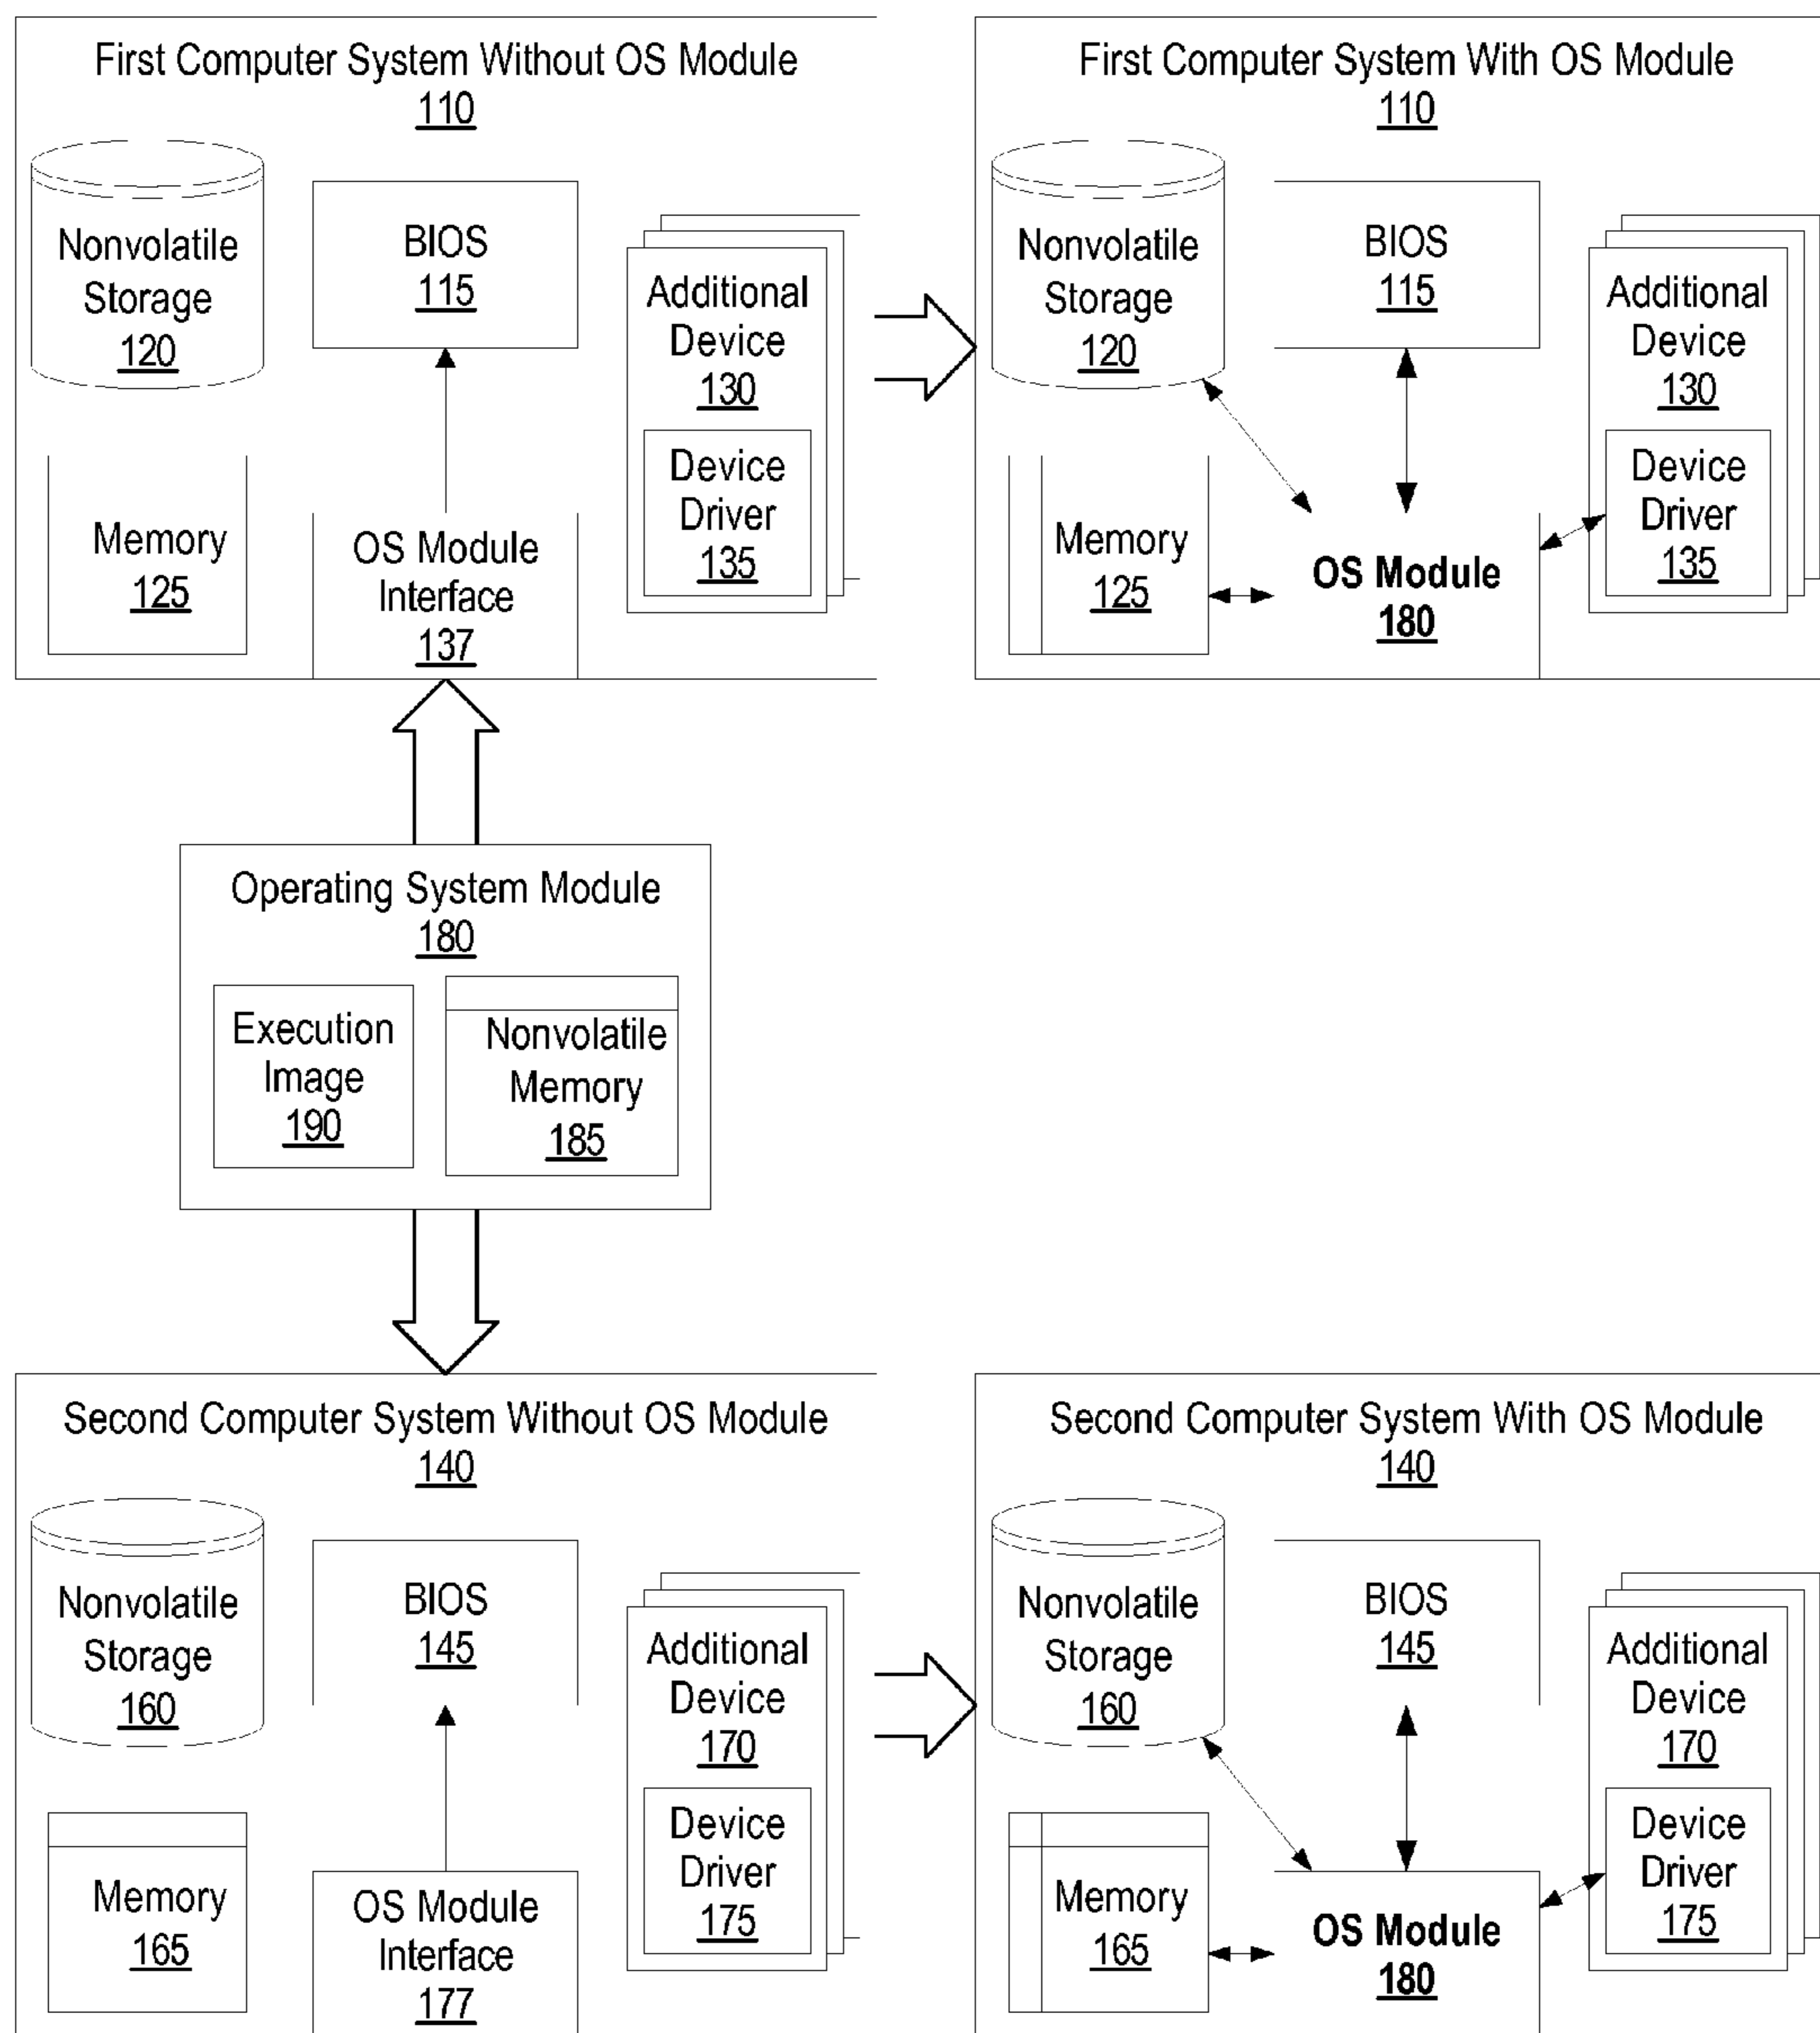 First Computer System Without OS Module
110
Nonvolatile
Storage
120
BIOS
115
Additional
Device
130
Device
Driver
135
Memory
125
OS Module
Interface
137
First Computer System With OS Module
110
Nonvolatile
Storage
120
BIOS
115
Additional
Device
130
Device
Driver
135
Memory
125
OS Module
180
Operating System Module
180
Execution
Image
190
Nonvolatile
Memory
185
Second Computer System Without OS Module
140
Nonvolatile
Storage
160
BIOS
145
Additional
Device
170
Device
Driver
175
Memory
165
OS Module
Interface
177
Second Computer System With OS Module
140
Nonvolatile
Storage
160
BIOS
145
Additional
Device
170
Device
Driver
175
Memory
165
OS Module
180